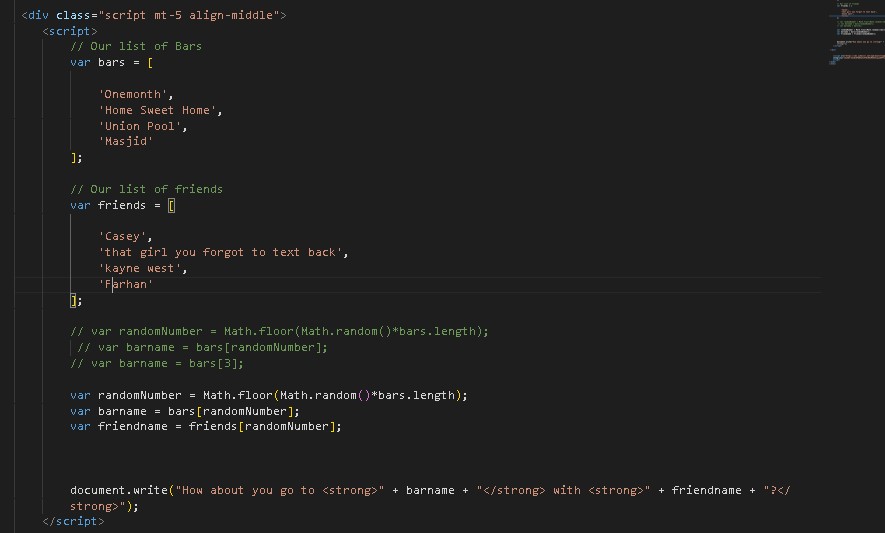 <div class="script mt-5 align-middle">
<script>
// Our list of Bars
var bars = [
'Onemonth',
'Home Sweet Home',
'Union Pool',
'Masjid'
];
// Our list of friends
var friends = [
'Casey',
'that girl you forgot to text back',
'kayne west',
'Farhan'
];
// var randomNumber = Math.floor(Math.random()*bars.length);
// var barname = bars[randomNumber];
// var barname = bars[3];
var randomNumber = Math.floor(Math.random()*bars.length);
var barname = bars[randomNumber];
var friendname = friends[randomNumber];
document.write("How about you go to <strong>" + barname + "</strong> with <strong>" + friendname + "?</
strong>");
</script>